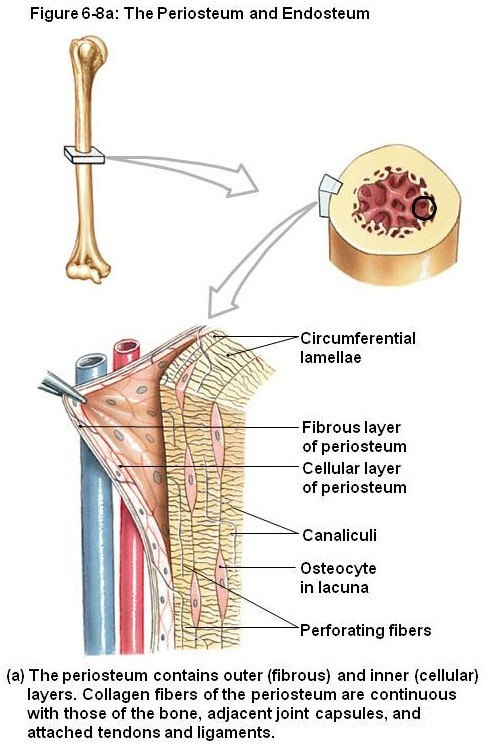 Figure 6-8a: The Periosteum and Endosteum
Circumferential
lamellae
Fibrous layer
of periosteum
Cellular layer
of periosteum
Canaliculi
Osteocyte
in lacuna
Perforating fibers
(a) The periosteum contains outer (fibrous) and inner (cellular)
layers. Collagen fibers of the periosteum are continuous
with those of the bone, adjacent joint capsules, and
attached tendons and ligaments.